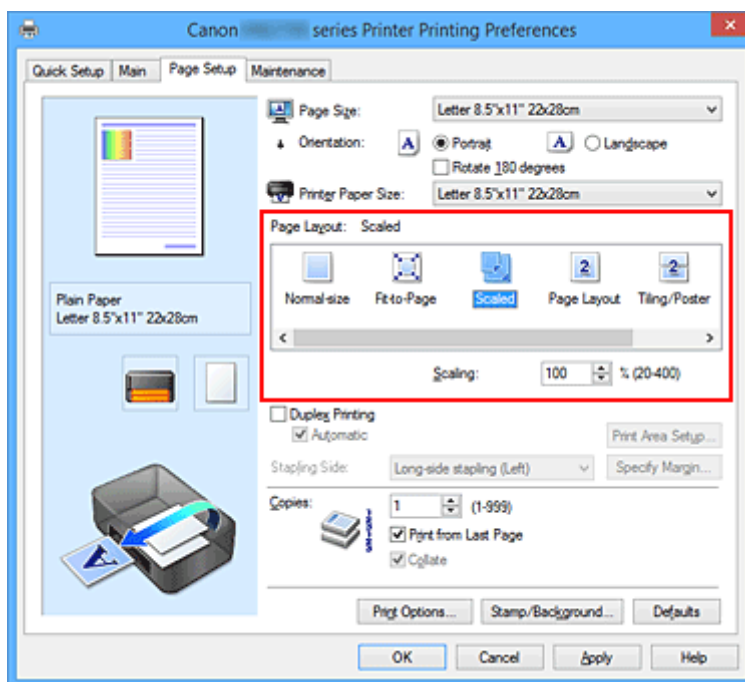 Canon series Printer Printing Preferences
Quick Setup Main Page Setup Maintenance
Page Size: Letter 8.5"x11" 22x28cm
Orientation: A Portrait A Landscape
Rotate 180 degrees
Printer Paper Size: Letter 8.5"x11" 22x28cm
Page Layout: Scaled
2 2
Normal-size Fit-to-Page Scaled Page Layout Tiling/Poster
Scaling: 100 % (20-400)
Plain Paper
Letter 8.5"x11" 22x28cm
Duplex Printing
Automatic
Print Area Setup...
Stapling Side: Long-side stapling (Left) Specify Margin...
Copies: 1 (1-999)
Print from Last Page
Collate
A
Print Options... Stamp/Background... Defaults
OK Cancel Apply Help